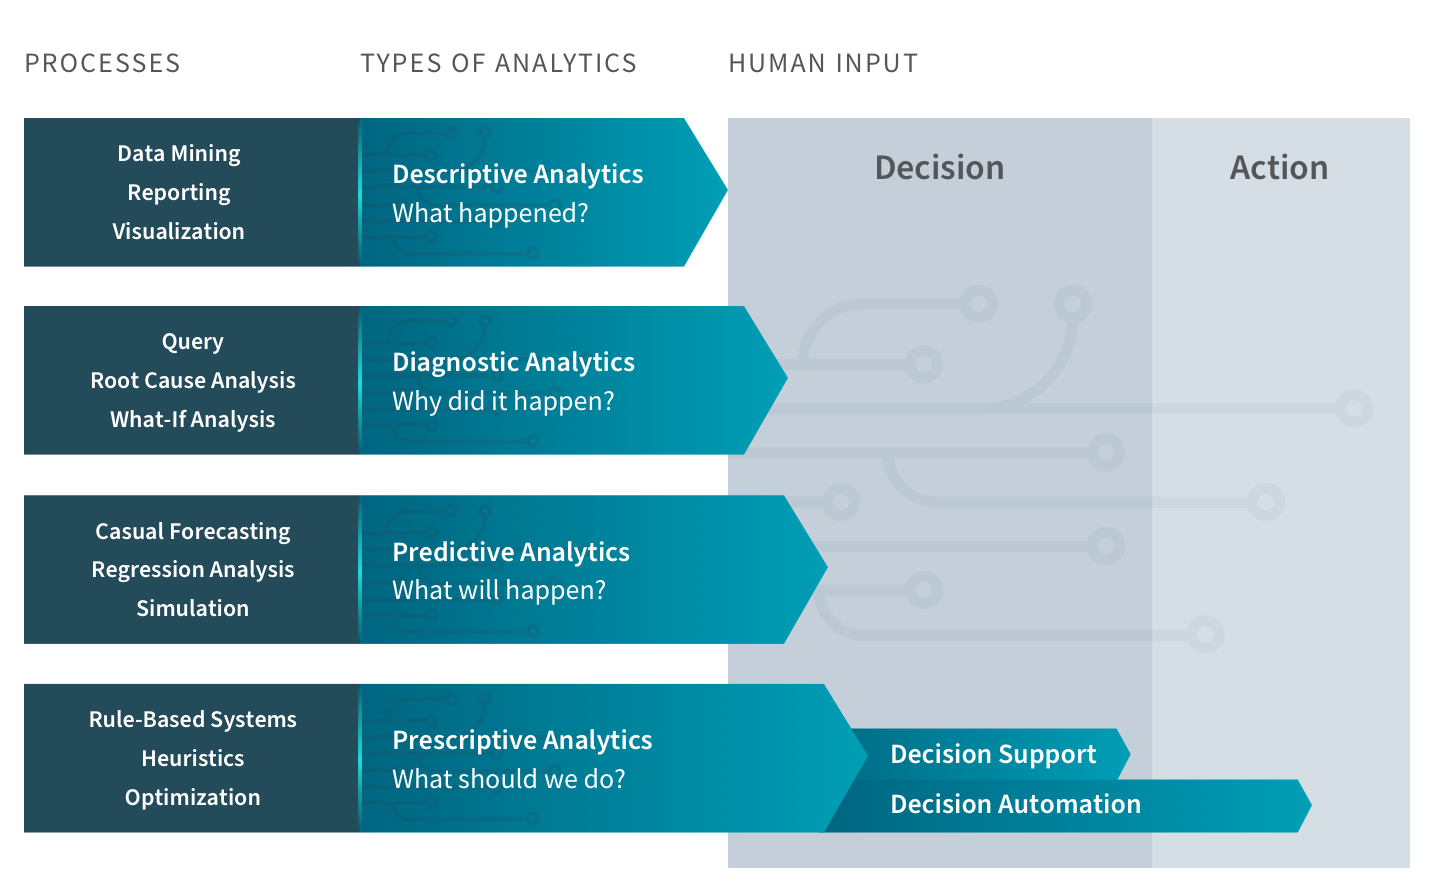 PROCESSES
TYPES OF ANALYTICS
HUMAN INPUT
Data Mining
Reporting
Visualization
Descriptive Analytics
What happened?
Decision
Action
Query
Root Cause Analysis
What-If Analysis
Diagnostic Analytics
Why did it happen?
Casual Forecasting
Regression Analysis
Simulation
Predictive Analytics
What will happen?
Rule-Based Systems
Heuristics
Optimization
Prescriptive Analytics
What should we do?
Decision Support
Decision Automation